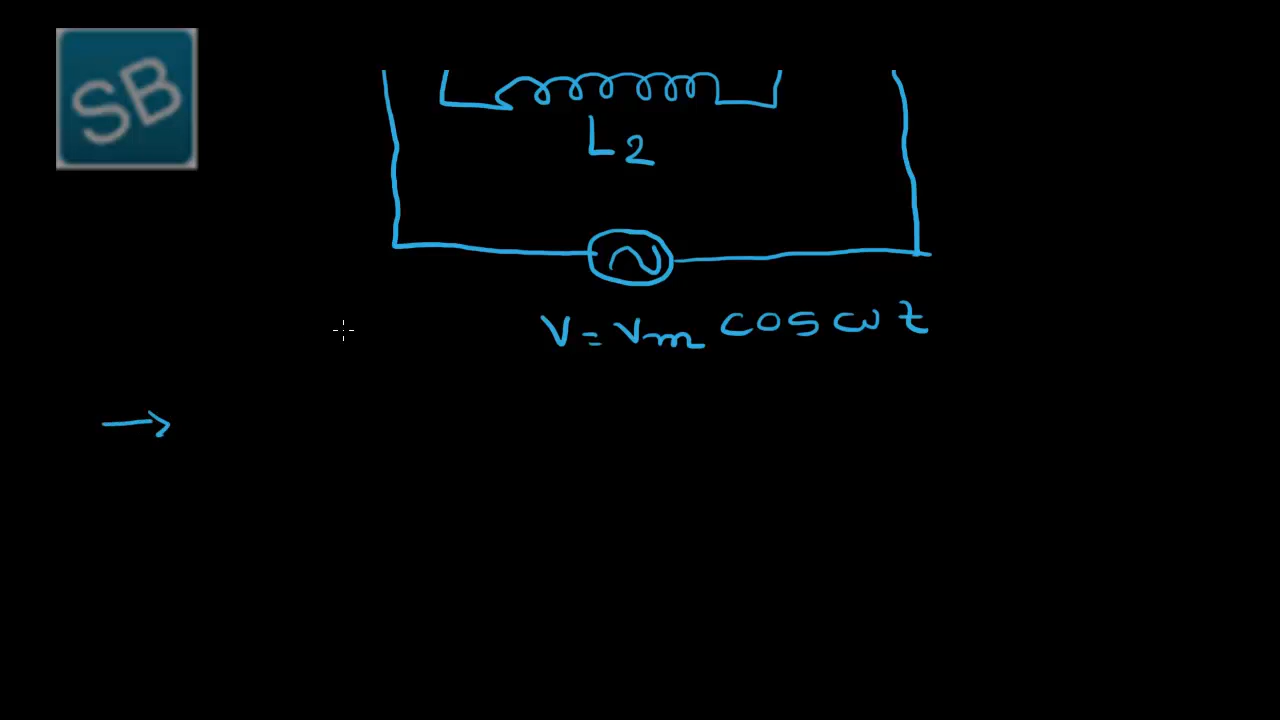 SB
L2
V = Vm cos ωt